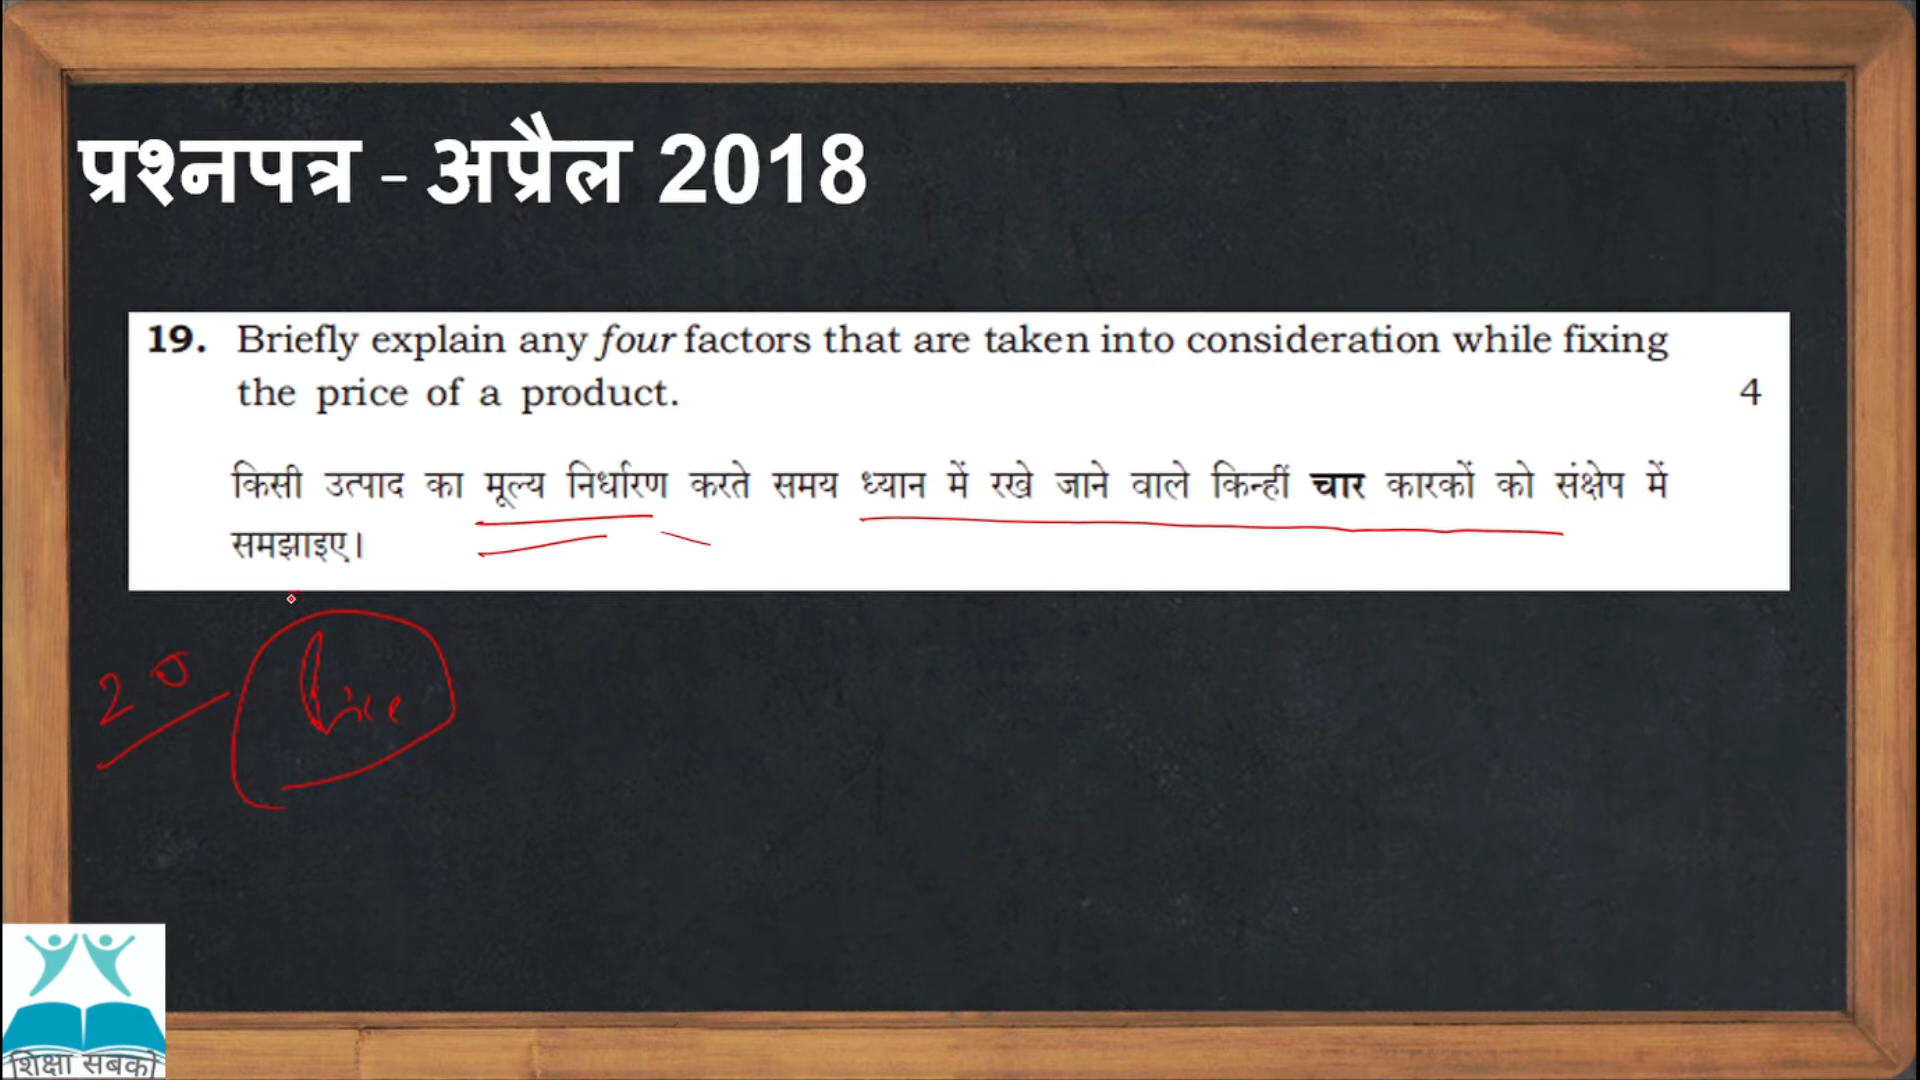 प्रश्नपत्र - अप्रैल 2018
19. Briefly explain any four factors that are taken into consideration while fixing
the price of a product. 4
किसी उत्पाद का मूल्य निर्धारण करते समय ध्यान में रखे जाने वाले किन्हीं चार कारकों को संक्षेप में
समझाइए।
20
Price
शिक्षा सबको